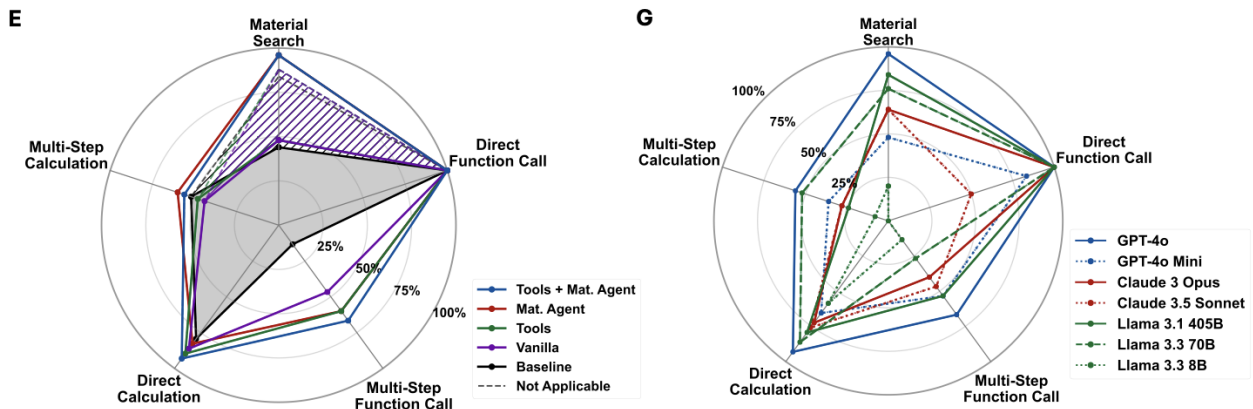 E
Material
Search
Multi-Step
Calculation
Direct
Function Call
25%
50%
75%
100%
Direct
Calculation
Multi-Step
Function Call
Tools + Mat. Agent
Mat. Agent
Tools
Vanilla
Baseline
Not Applicable
G
Material
Search
100%
75%
50%
25%
Multi-Step
Calculation
Direct
Function Call
Direct
Calculation
Multi-Step
Function Call
GPT-4o
GPT-4o Mini
Claude 3 Opus
Claude 3.5 Sonnet
Llama 3.1 405B
Llama 3.3 70B
Llama 3.3 8B